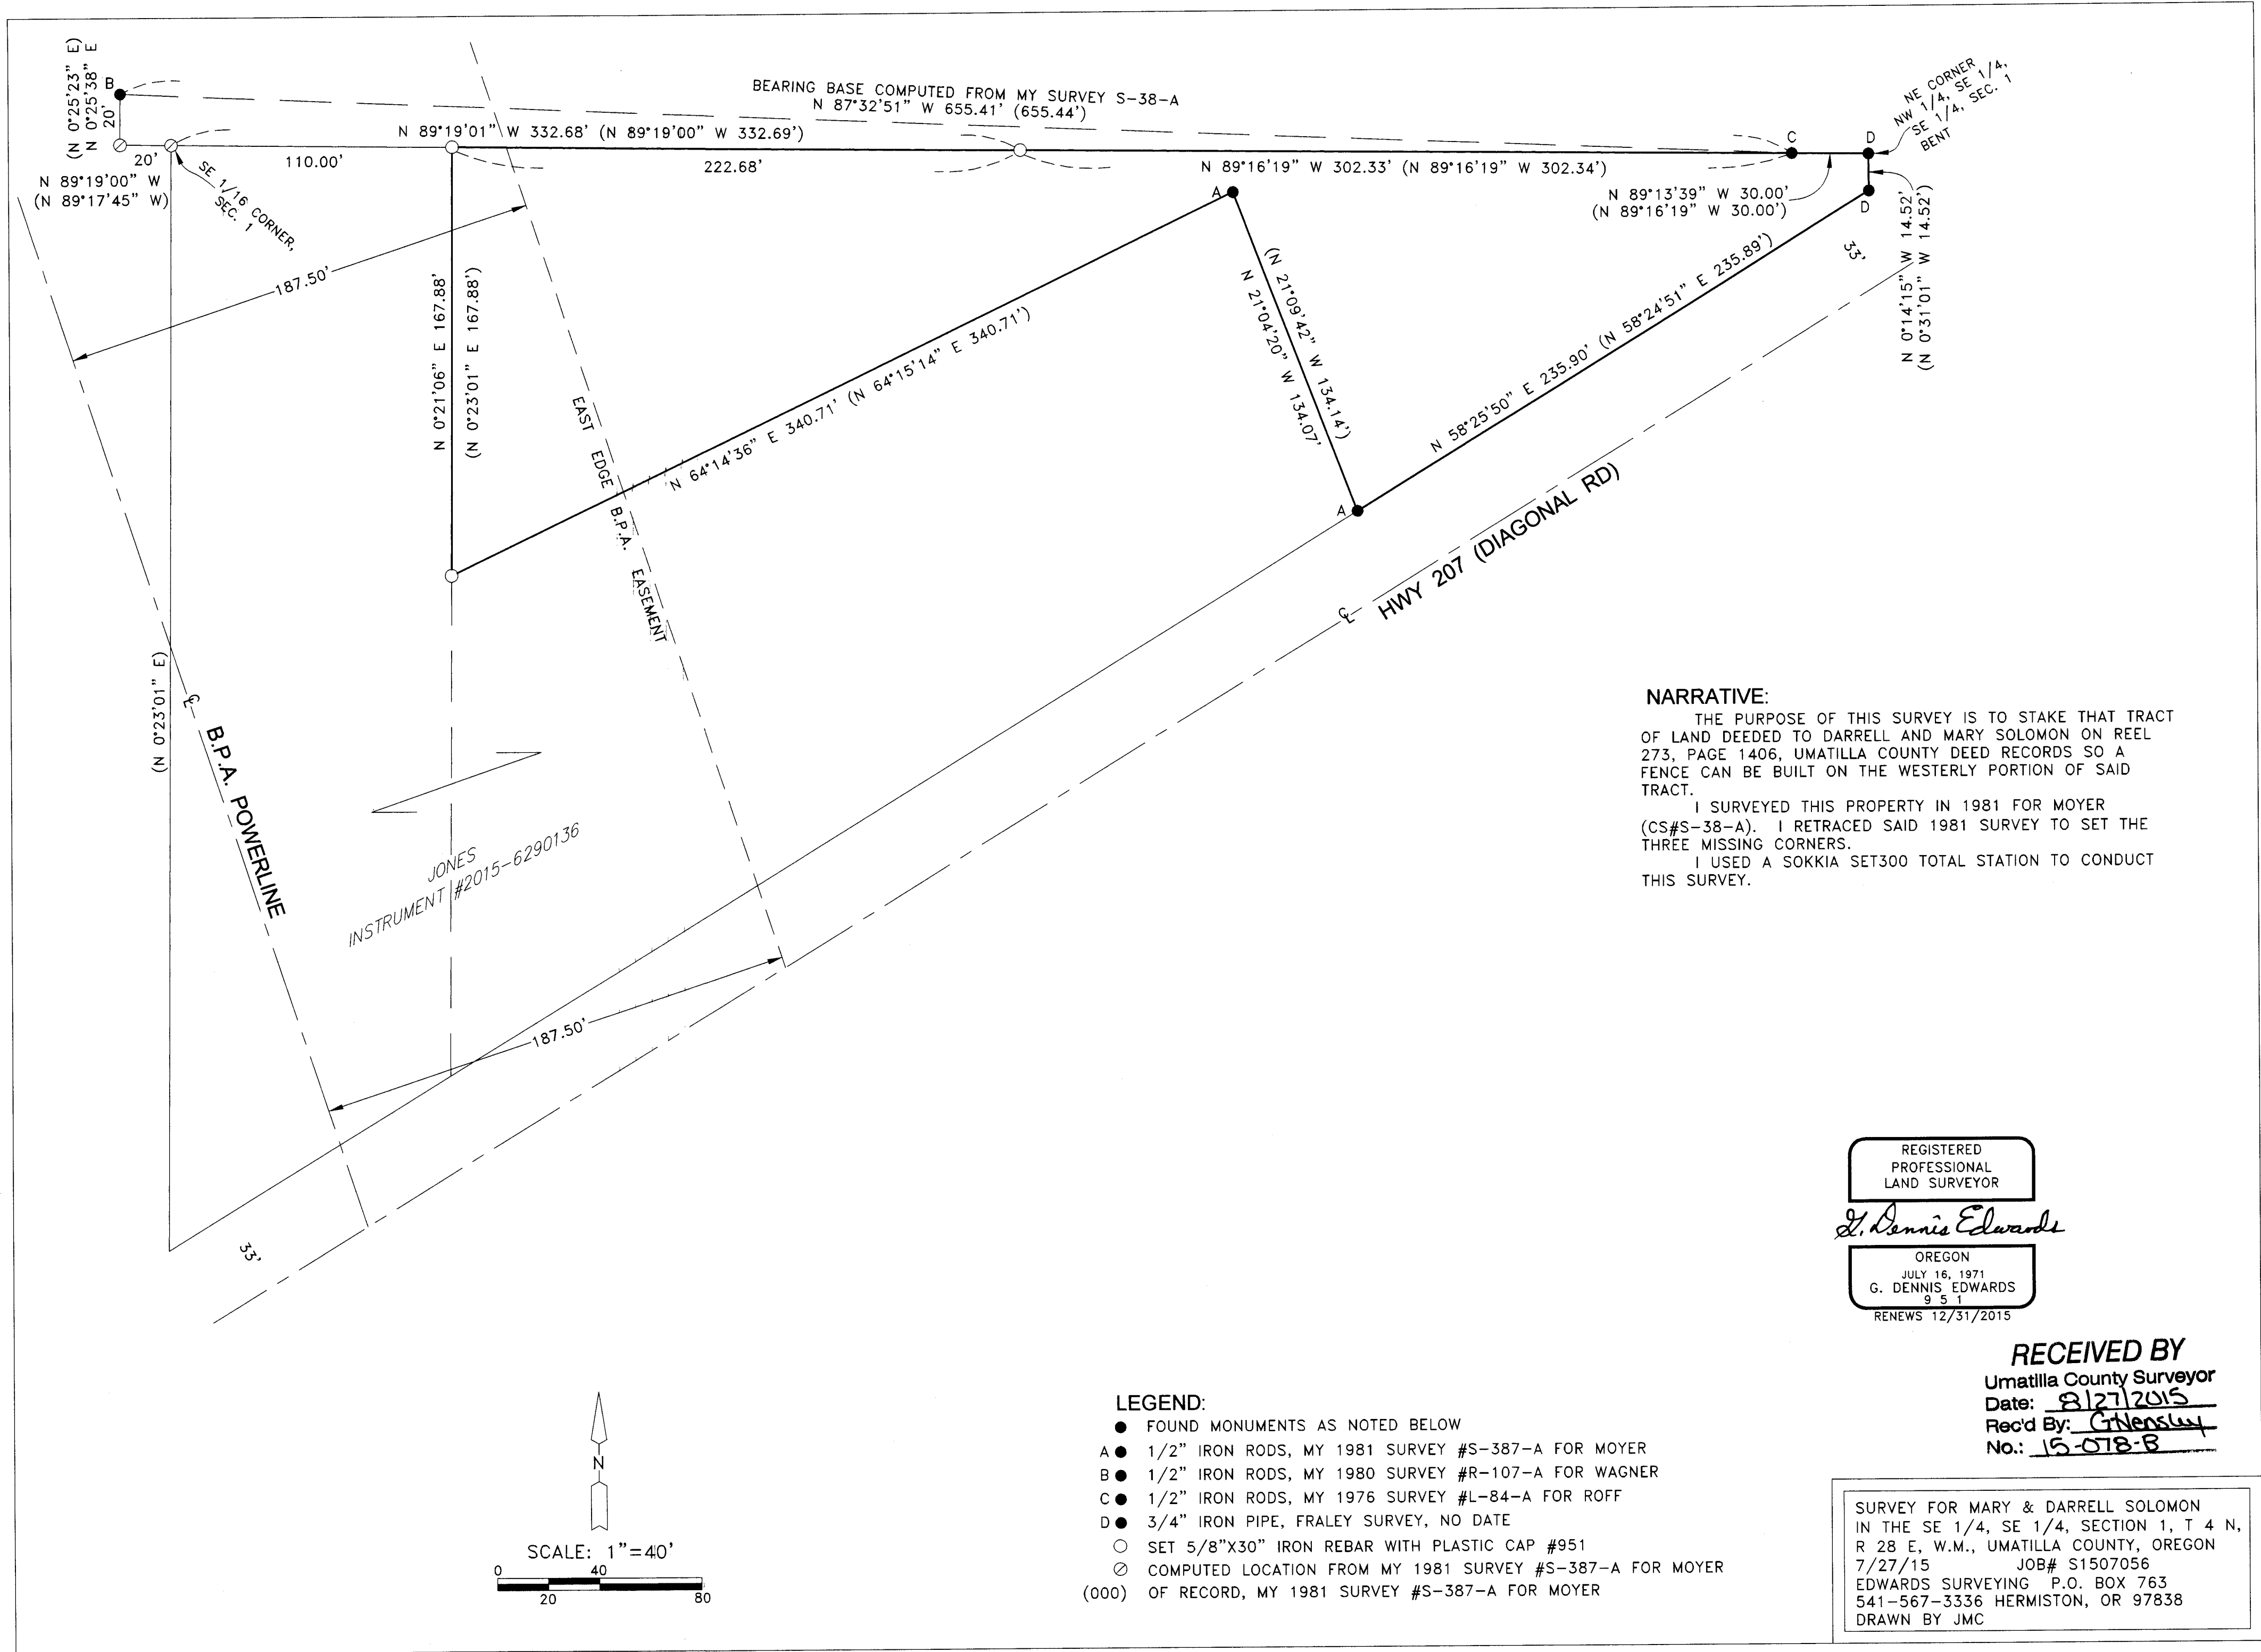 (N 0°25'23" E)
N 0°25'38" E
20'
B
BEARING BASE COMPUTED FROM MY SURVEY S-38-A
N 87°32'51" W 655.41' (655.44')
N 89°19'01" W 332.68' (N 89°19'00" W 332.69')
NE CORNER
NW 1/4, SE 1/4,
SE 1/4, SEC. 1
BENT
C
D
20'
110.00'
222.68'
N 89°16'19" W 302.33' (N 89°16'19" W 302.34')
N 89°19'00" W
(N 89°17'45" W)
SE 1/16 CORNER,
SEC. 1
A
N 89°13'39" W 30.00'
(N 89°16'19" W 30.00')
D
N 0°14'15" W 14.52'
(N 0°31'01" W 14.52')
33'
187.50'
N 0°21'06" E 167.88'
(N 0°23'01" E 167.88')
(N 21°09'42" W 134.14')
N 21°04'20" W 134.07'
N 64°14'36" E 340.71' (N 64°15'14" E 340.71')
N 58°25'50" E 235.90' (N 58°24'51" E 235.89')
EAST EDGE B.P.A. EASEMENT
A
℄ HWY 207 (DIAGONAL RD)
(N 0°23'01" E)
℄ B.P.A. POWERLINE
JONES
INSTRUMENT #2015-6290136
187.50'
33'
NARRATIVE:
THE PURPOSE OF THIS SURVEY IS TO STAKE THAT TRACT
OF LAND DEEDED TO DARRELL AND MARY SOLOMON ON REEL
273, PAGE 1406, UMATILLA COUNTY DEED RECORDS SO A
FENCE CAN BE BUILT ON THE WESTERLY PORTION OF SAID
TRACT.
I SURVEYED THIS PROPERTY IN 1981 FOR MOYER
(CS#S-38-A). I RETRACED SAID 1981 SURVEY TO SET THE
THREE MISSING CORNERS.
I USED A SOKKIA SET300 TOTAL STATION TO CONDUCT
THIS SURVEY.
REGISTERED
PROFESSIONAL
LAND SURVEYOR
G. Dennis Edwards
OREGON
JULY 16, 1971
G. DENNIS EDWARDS
9 5 1
RENEWS 12/31/2015
RECEIVED BY
Umatilla County Surveyor
Date: 8/27/2015
Rec'd By: GHensley
No.: 15-078-B
N
SCALE: 1"=40'
0 40
20 80
LEGEND:
● FOUND MONUMENTS AS NOTED BELOW
A ● 1/2" IRON RODS, MY 1981 SURVEY #S-387-A FOR MOYER
B ● 1/2" IRON RODS, MY 1980 SURVEY #R-107-A FOR WAGNER
C ● 1/2" IRON RODS, MY 1976 SURVEY #L-84-A FOR ROFF
D ● 3/4" IRON PIPE, FRALEY SURVEY, NO DATE
○ SET 5/8"X30" IRON REBAR WITH PLASTIC CAP #951
⊘ COMPUTED LOCATION FROM MY 1981 SURVEY #S-387-A FOR MOYER
(000) OF RECORD, MY 1981 SURVEY #S-387-A FOR MOYER
SURVEY FOR MARY & DARRELL SOLOMON
IN THE SE 1/4, SE 1/4, SECTION 1, T 4 N,
R 28 E, W.M., UMATILLA COUNTY, OREGON
7/27/15 JOB# S1507056
EDWARDS SURVEYING P.O. BOX 763
541-567-3336 HERMISTON, OR 97838
DRAWN BY JMC